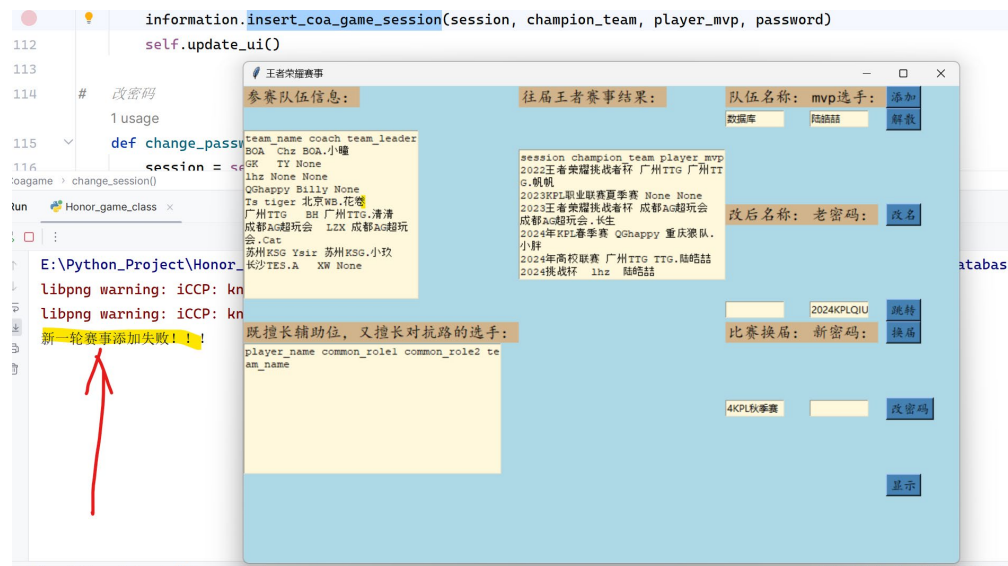 information.insert_coa_game_session(session, champion_team, player_mvp, password)
112 self.update_ui()
113
114 # 改密码
1 usage
115 def change_passw
116 session = se
oagame > change_session()
王者荣耀赛事
参赛队伍信息:
team_name coach team_leader
BOA Chz BOA.小曈
GK TY None
lhz None None
QGhappy Billy None
Ts tiger 北京WB.花卷
广州TTG BH 广州TTG.清清
成都AG超玩会 LZX 成都AG超玩
会.Cat
苏州KSG Ysir 苏州KSG.小玖
长沙TES.A XW None
往届王者赛事结果:
session champion_team player_mvp
2022王者荣耀挑战者杯 广州TTG 广州TT
G.帆帆
2023KPL职业联赛夏季赛 None None
2023王者荣耀挑战者杯 成都AG超玩会
成都AG超玩会.长生
2024年KPL春季赛 QGhappy 重庆狼队.
小胖
2024年高校联赛 广州TTG TTG.陆皓喆
2024挑战杯 lhz 陆皓喆
队伍名称: mvp选手: 添加
数据库 陆皓喆 解散
改后名称: 老密码: 改名
2024KPLQIU 跳转
比赛换届: 新密码: 换届
4KPL秋季赛 改密码
显示
既擅长辅助位，又擅长对抗路的选手:
player_name common_role1 common_role2 te
am_name
Run Honor_game_class ×
E:\Python_Project\Honor_
atabas
libpng warning: iCCP: kn
libpng warning: iCCP: kn
新一轮赛事添加失败！！！